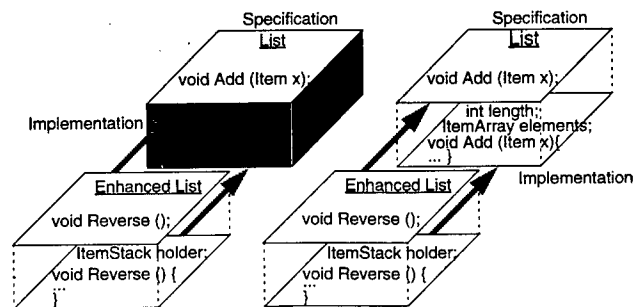 Specification
List
void Add (Item x);
Implementation
Enhanced List
void Reverse ();
ItemStack holder;
void Reverse () {
...
}
Specification
List
void Add (Item x);
int length;
ItemArray elements;
void Add (Item x){
... }
Implementation
Enhanced List
void Reverse ();
ItemStack holder;
void Reverse () {
...
}